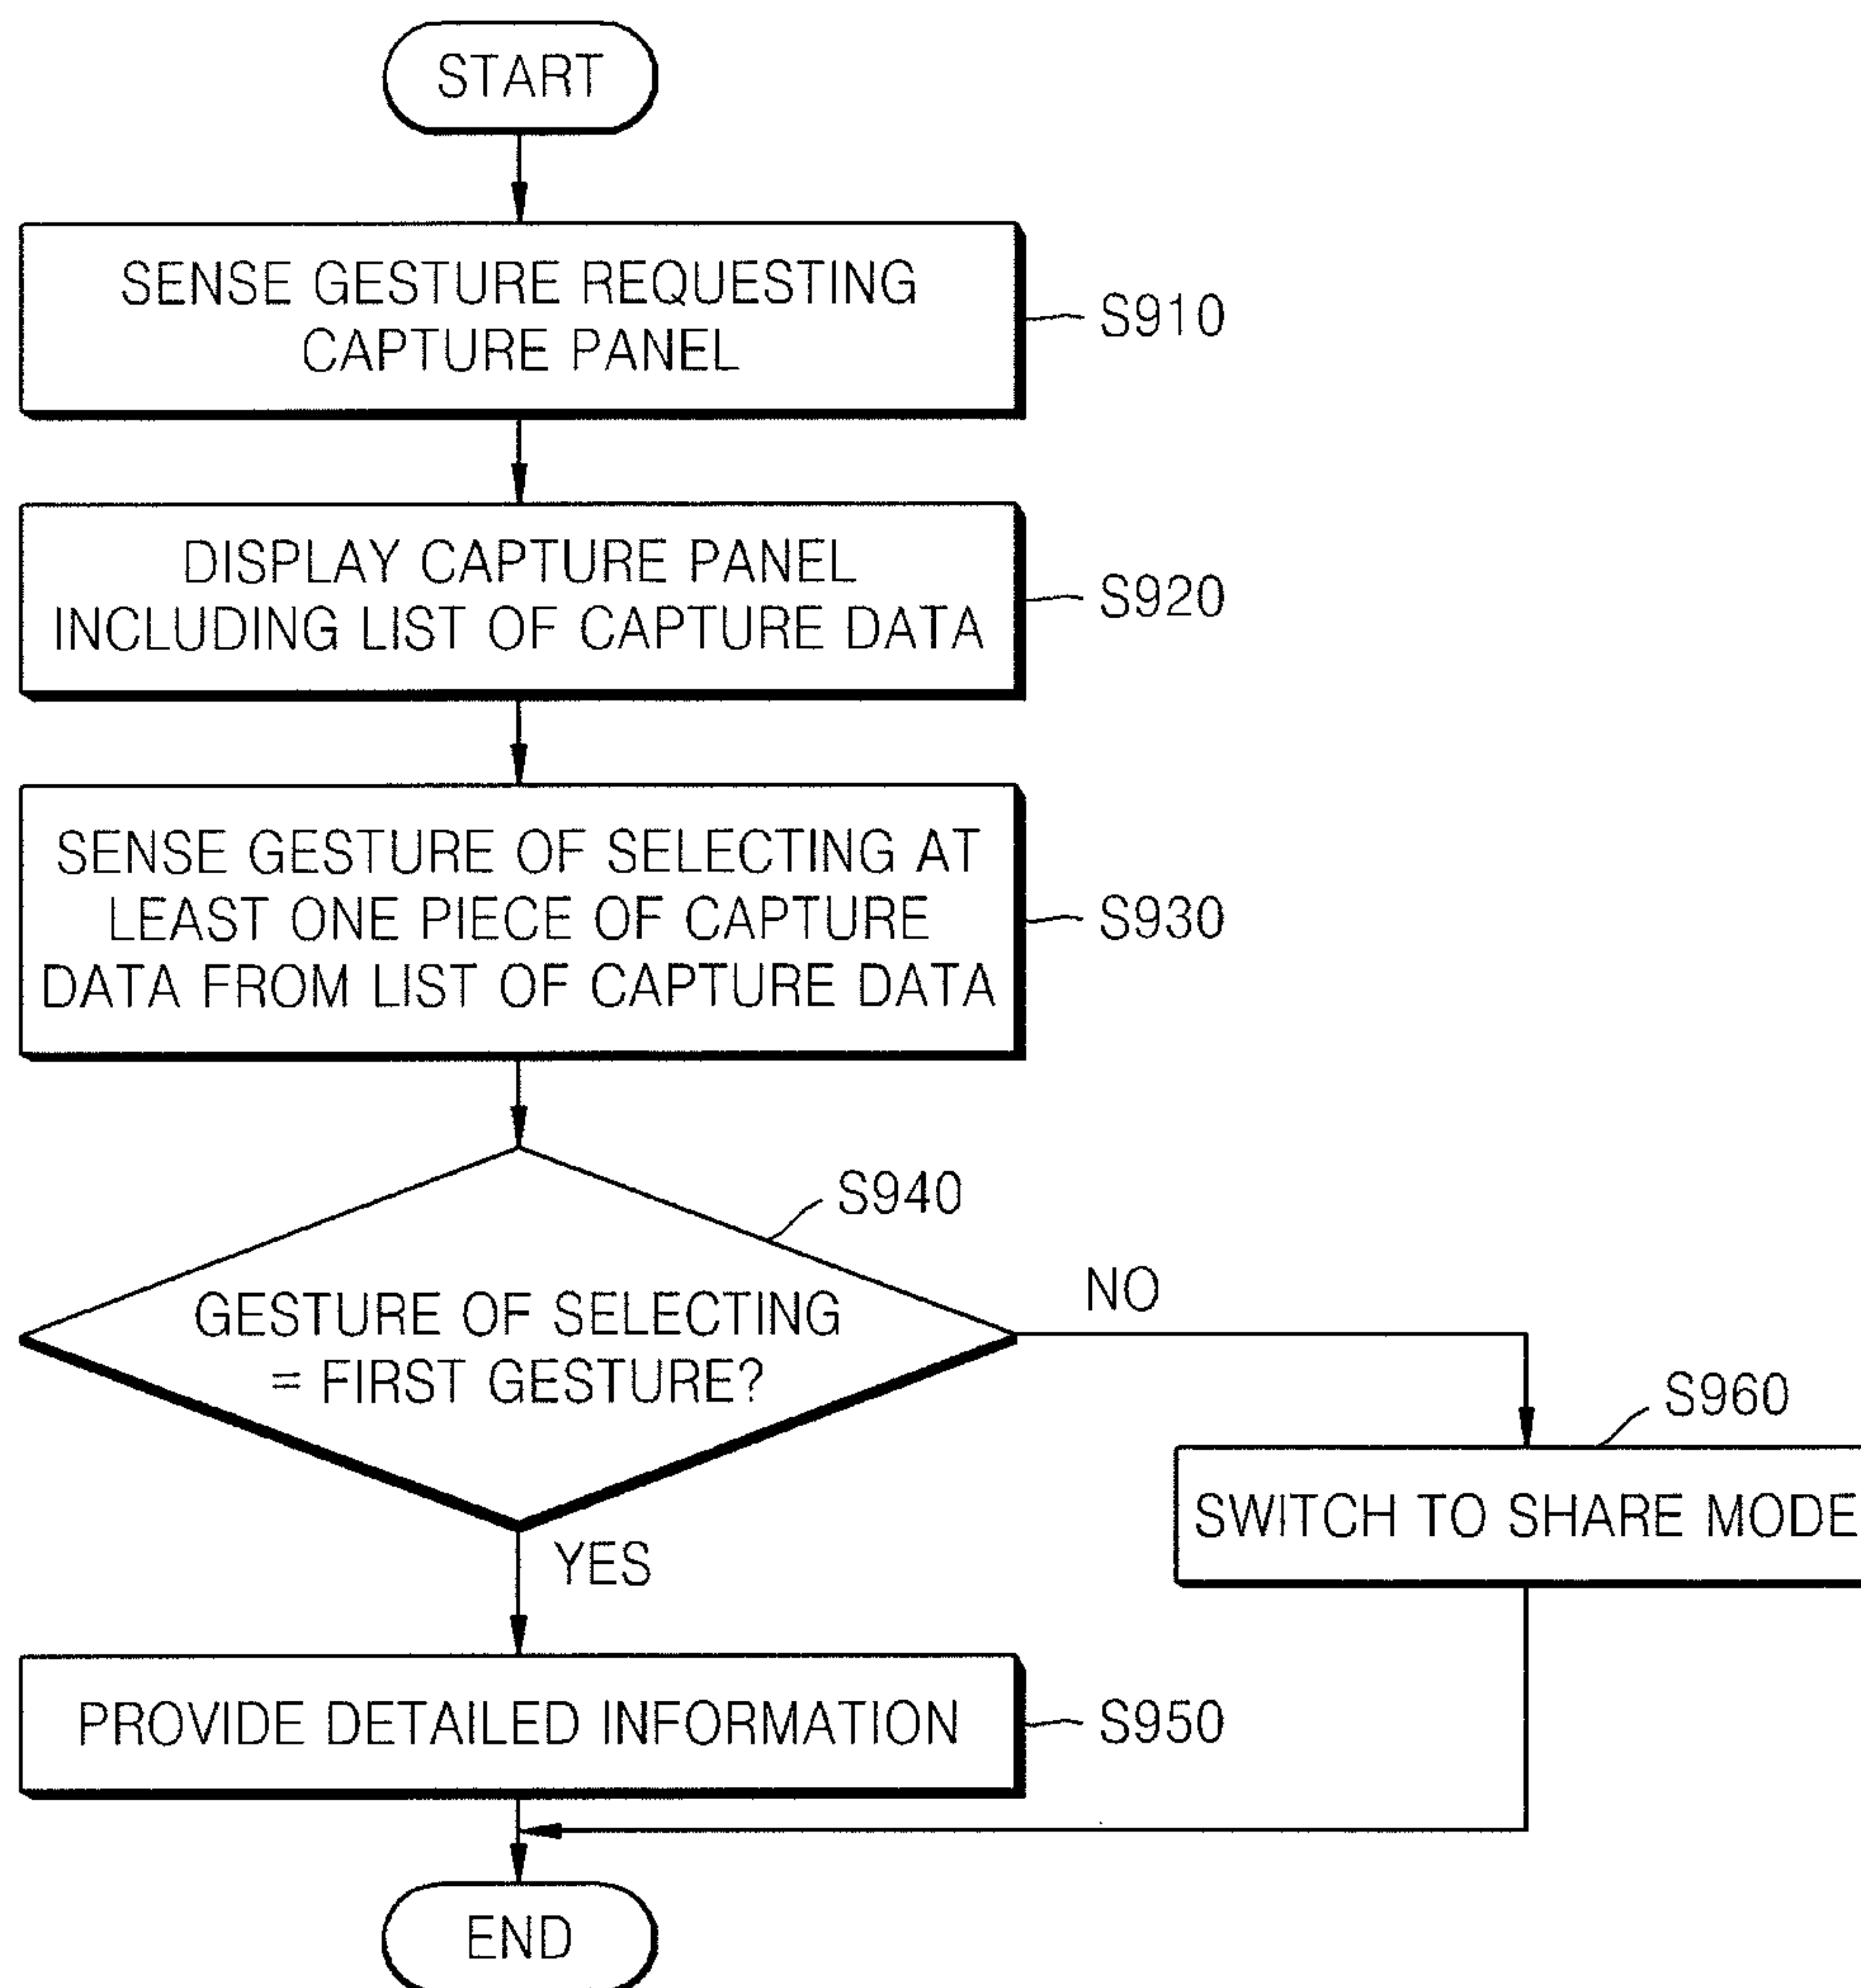 START
SENSE GESTURE REQUESTING
CAPTURE PANEL
S910
DISPLAY CAPTURE PANEL
INCLUDING LIST OF CAPTURE DATA
S920
SENSE GESTURE OF SELECTING AT
LEAST ONE PIECE OF CAPTURE
DATA FROM LIST OF CAPTURE DATA
S930
S940
GESTURE OF SELECTING
= FIRST GESTURE?
NO
S960
SWITCH TO SHARE MODE
YES
PROVIDE DETAILED INFORMATION
S950
END